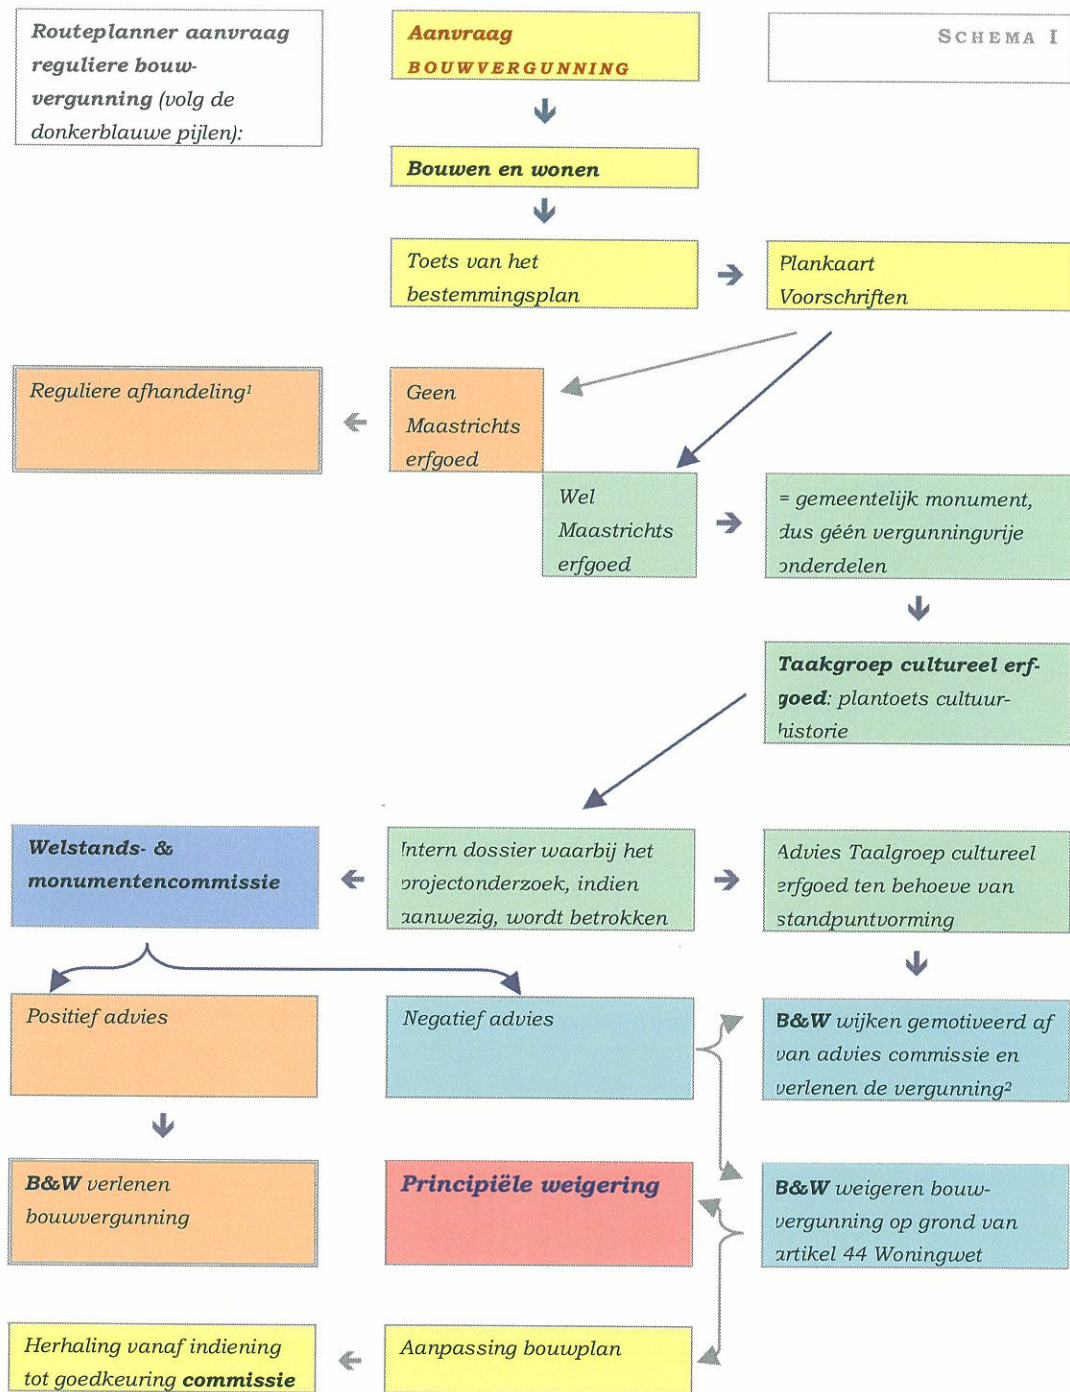 Routeplanner aanvraag
reguliere bouw-
vergunning (volg de
donkerblauwe pijlen):
Aanvraag
BOUWVERGUNNING
SCHEMA I
Bouwen en wonen
Toets van het
bestemmingsplan
Plankaart
Voorschriften
Reguliere afhandeling¹
Geen
Maastrichts
erfgoed
Wel
Maastrichts
erfgoed
= gemeentelijk monument,
dus géén vergunningvrije
onderdelen
Taakgroep cultureel erf-
goed: plantoets cultuur-
historie
Welstands- &
monumentencommissie
Intern dossier waarbij het
projectonderzoek, indien
aanwezig, wordt betrokken
Advies Taalgroep cultureel
erfgoed ten behoeve van
standpuntvorming
Positief advies
Negatief advies
B&W wijken gemotiveerd af
van advies commissie en
verlenen de vergunning²
B&W verlenen
bouwvergunning
Principiële weigering
B&W weigeren bouw-
vergunning op grond van
artikel 44 Woningwet
Herhaling vanaf indiening
tot goedkeuring commissie
Aanpassing bouwplan